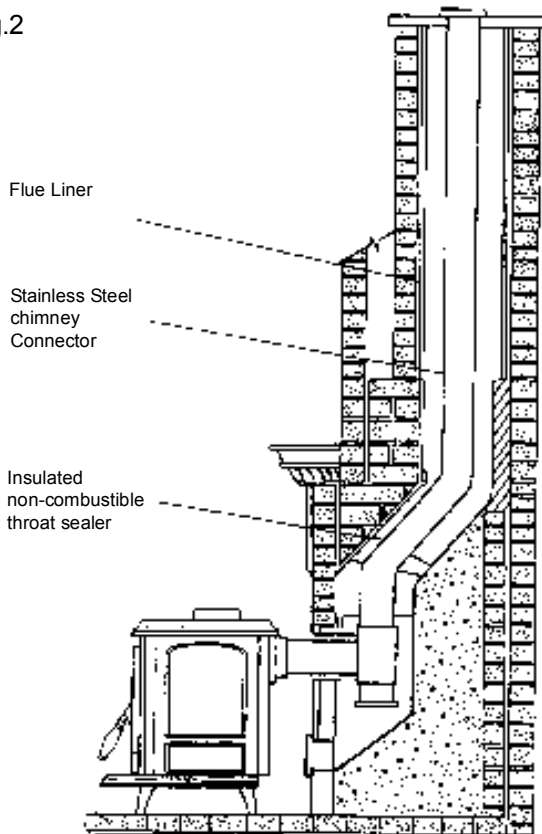 g.2
Flue Liner
Stainless Steel
chimney
Connector
Insulated
non-combustible
throat sealer